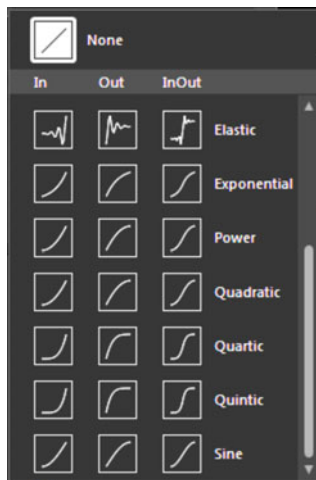 None
In Out InOut
Elastic
Exponential
Power
Quadratic
Quartic
Quintic
Sine